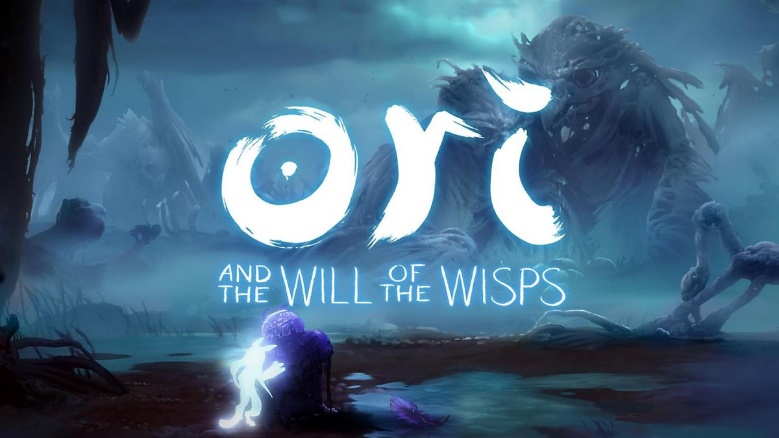 ori
AND THE WILL OF THE WISPS